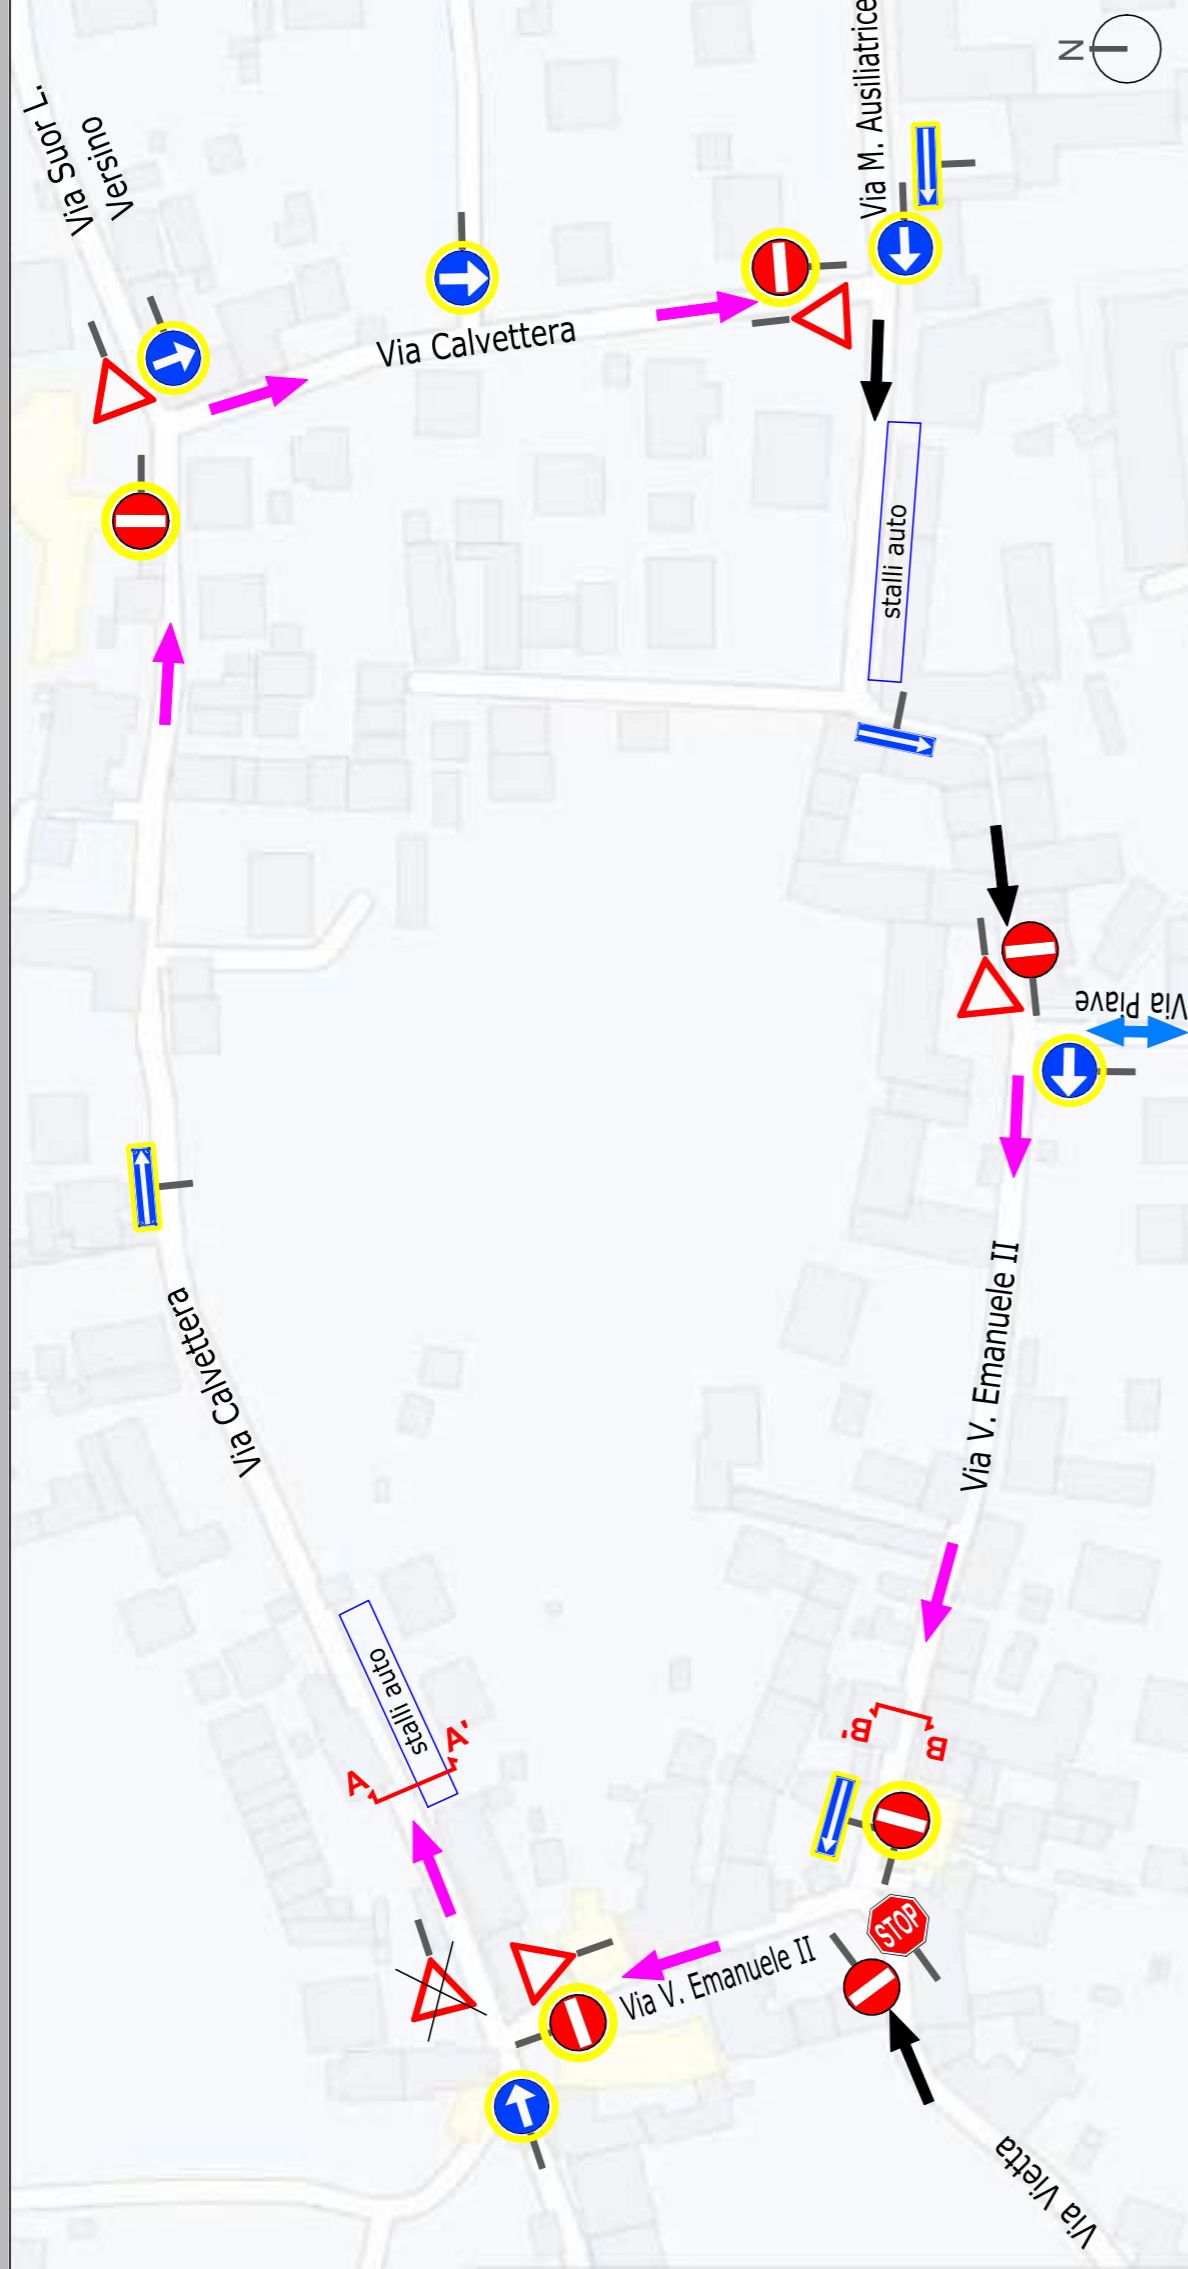 N
Via Suor L.
Versino
Via M. Ausiliatrice
Via Calvettera
stalli auto
Via Piave
Via Calvettera
Via V. Emanuele II
stalli auto
A
A'
B'
B
STOP
Via V. Emanuele II
Via Vietta